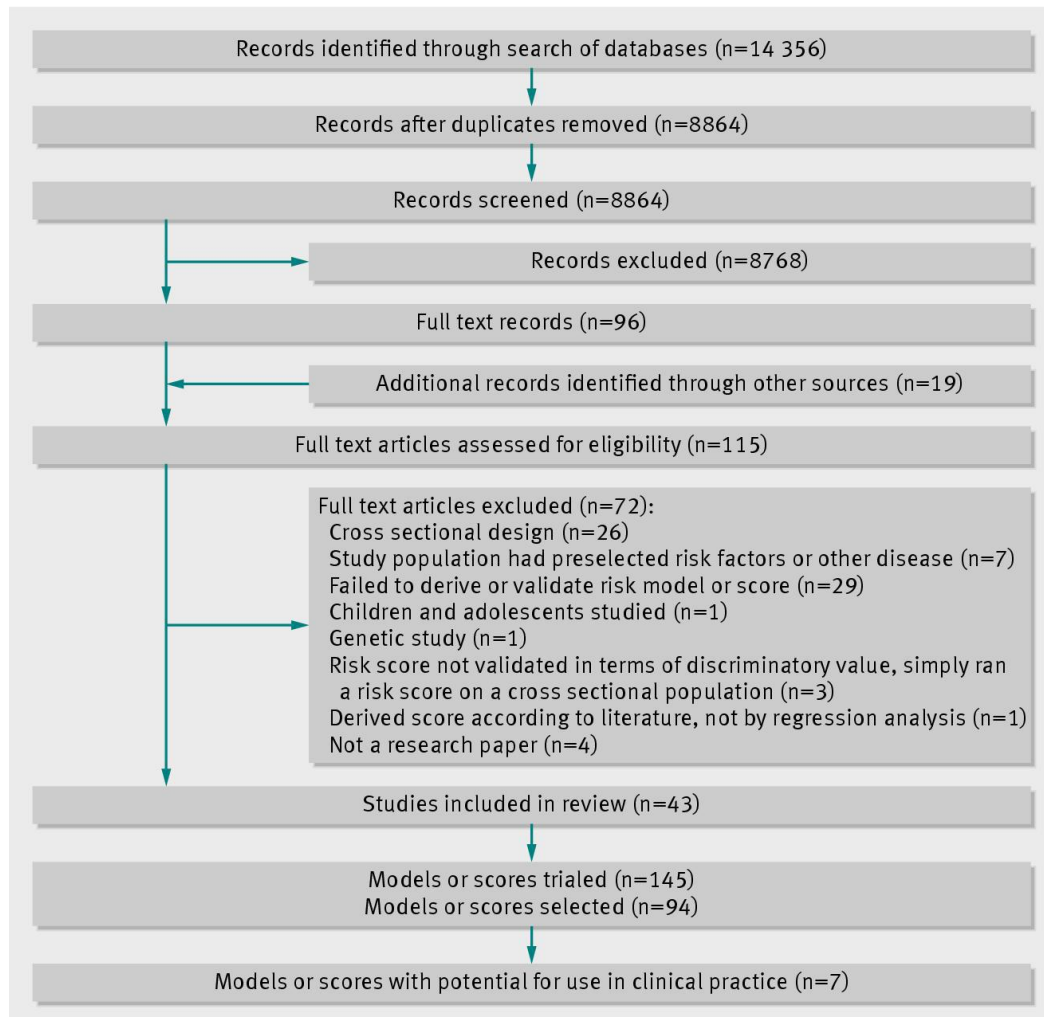 Records identified through search of databases (n=14 356)
Records after duplicates removed (n=8864)
Records screened (n=8864)
Records excluded (n=8768)
Full text records (n=96)
Additional records identified through other sources (n=19)
Full text articles assessed for eligibility (n=115)
Full text articles excluded (n=72):
Cross sectional design (n=26)
Study population had preselected risk factors or other disease (n=7)
Failed to derive or validate risk model or score (n=29)
Children and adolescents studied (n=1)
Genetic study (n=1)
Risk score not validated in terms of discriminatory value, simply ran
a risk score on a cross sectional population (n=3)
Derived score according to literature, not by regression analysis (n=1)
Not a research paper (n=4)
Studies included in review (n=43)
Models or scores trialed (n=145)
Models or scores selected (n=94)
Models or scores with potential for use in clinical practice (n=7)